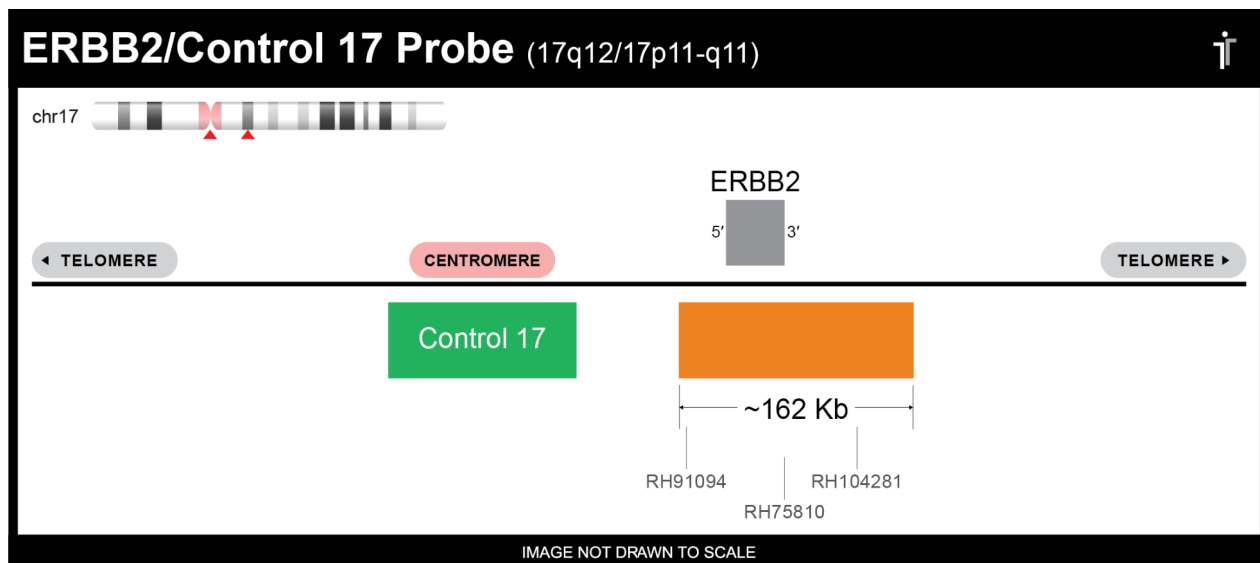 ERBB2/Control 17 Probe (17q12/17p11-q11)
chr17
ERBB2
5′ 3′
◂ TELOMERE CENTROMERE TELOMERE ▸
Control 17
~162 Kb
RH91094 RH104281
RH75810
IMAGE NOT DRAWN TO SCALE